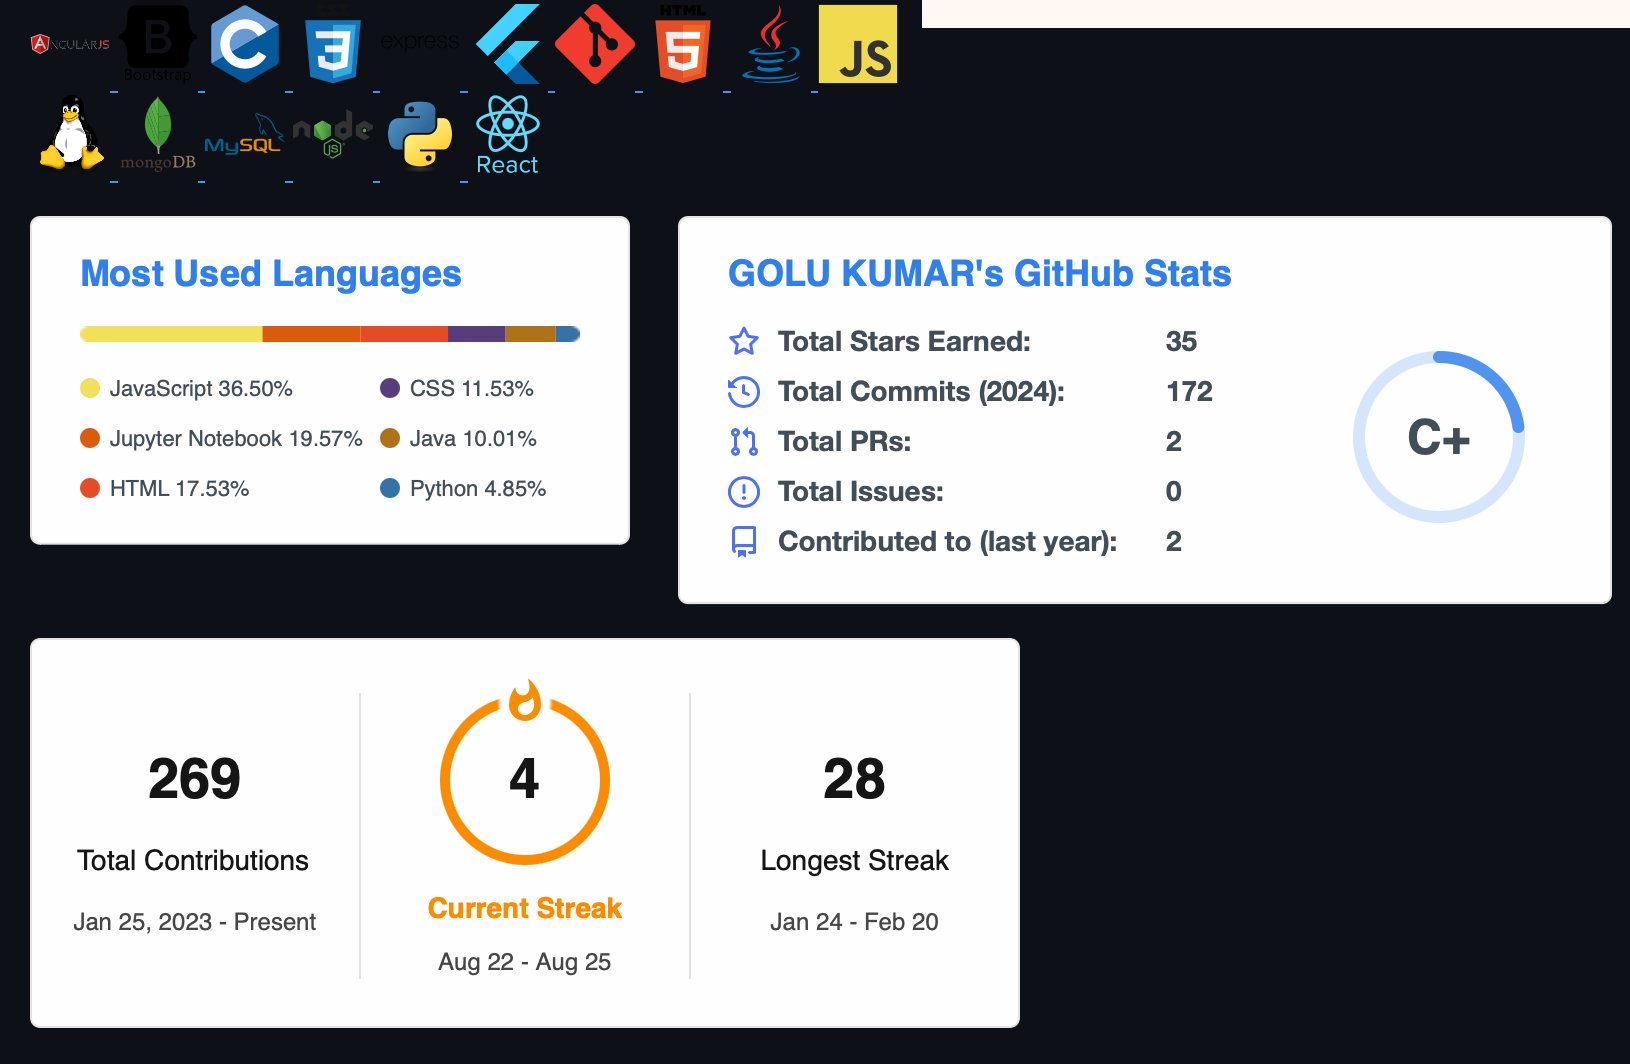 ANGULARJS
B
Bootstrap
C
CSS
3
express
HTML
5
JS
mongoDB
MySQL
node
JS
React
Most Used Languages
JavaScript 36.50%
CSS 11.53%
Jupyter Notebook 19.57%
Java 10.01%
HTML 17.53%
Python 4.85%
GOLU KUMAR's GitHub Stats
Total Stars Earned: 35
Total Commits (2024): 172
Total PRs: 2
Total Issues: 0
Contributed to (last year): 2
C+
269
Total Contributions
Jan 25, 2023 - Present
4
Current Streak
Aug 22 - Aug 25
28
Longest Streak
Jan 24 - Feb 20